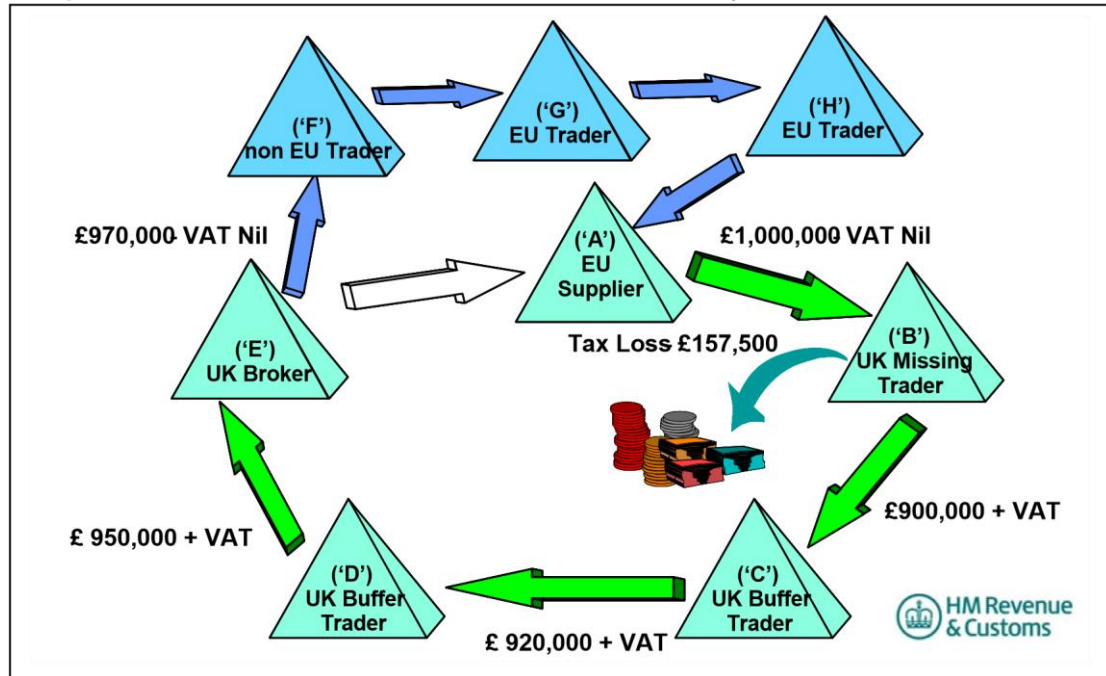 ('F')
non EU Trader
('G')
EU Trader
('H')
EU Trader
£970,000- VAT Nil
('A')
EU
Supplier
£1,000,000- VAT Nil
('E')
UK Broker
Tax Loss- £157,500
('B')
UK Missing
Trader
£ 950,000 + VAT
('D')
UK Buffer
Trader
£ 920,000 + VAT
('C')
UK Buffer
Trader
£900,000 + VAT
HM Revenue
& Customs